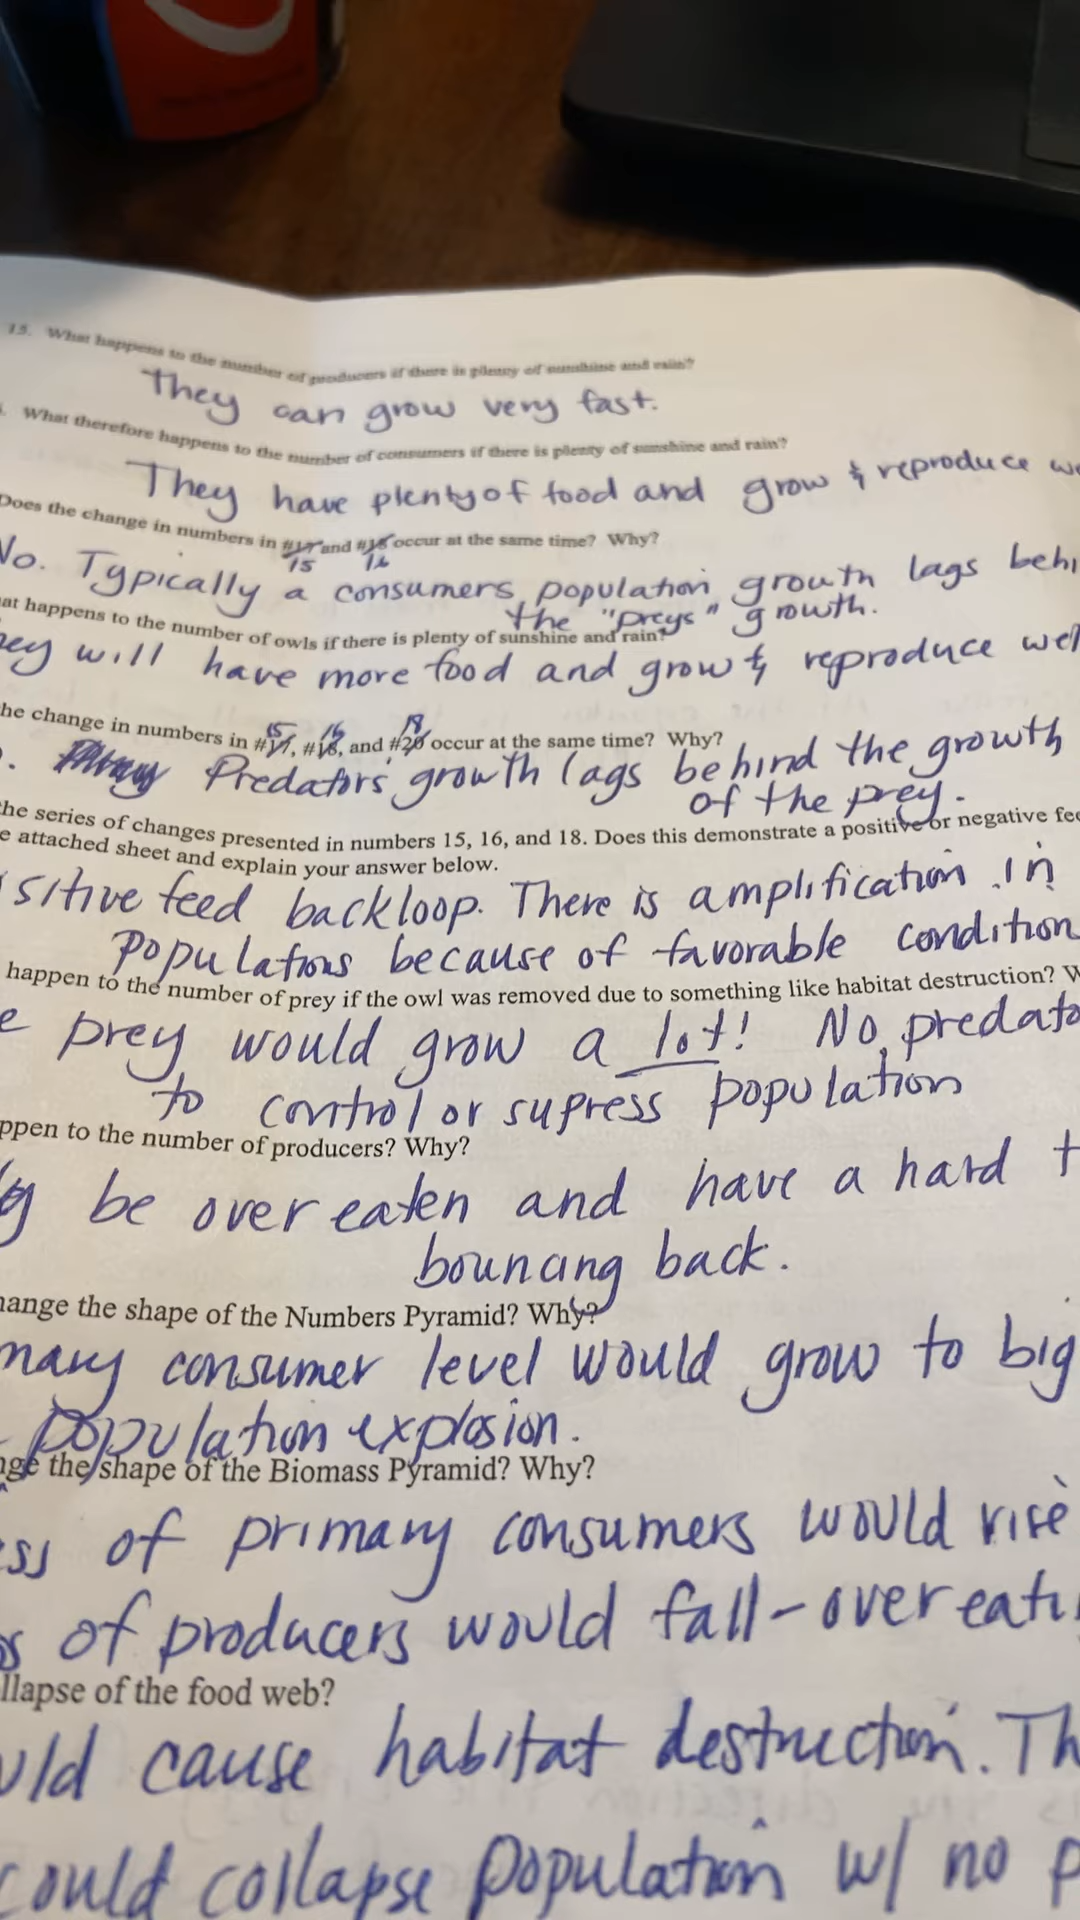 15. What happens to the number of producers if there is plenty of sunshine and rain?
They can grow very fast.
. What therefore happens to the number of consumers if there is plenty of sunshine and rain?
They have plenty of food and grow & reproduce we
Does the change in numbers in #17 and #18 occur at the same time? Why?
15 16
No. Typically a consumers population growth lags behi
the "preys" growth.
at happens to the number of owls if there is plenty of sunshine and rain?
hey will have more food and grow & reproduce well
15 16 18
he change in numbers in #17, #18, and #20 occur at the same time? Why?
. Predators growth lags behind the growth
of the prey.
the series of changes presented in numbers 15, 16, and 18. Does this demonstrate a positive or negative fee
e attached sheet and explain your answer below.
sitive feed back loop. There is amplification in
populations because of favorable condition
happen to the number of prey if the owl was removed due to something like habitat destruction? W
e prey would grow a lot! No predato
to control or supress population
ppen to the number of producers? Why?
be over eaten and have a hard t
bouncing back.
hange the shape of the Numbers Pyramid? Why?
mary consumer level would grow to big
population explosion.
nge the shape of the Biomass Pyramid? Why?
ss of primary consumers would rise
ss of producers would fall - over eati
llapse of the food web?
uld cause habitat destruction. Th
could collapse population w/ no p